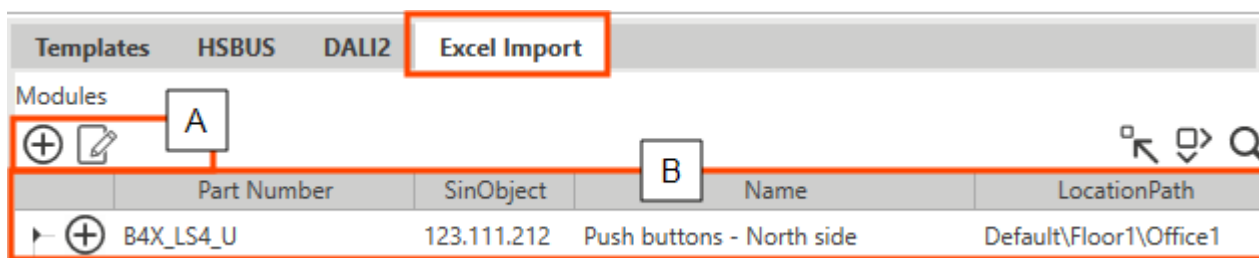 Templates HSBUS DALI2 Excel Import
Modules
A
B
Part Number SinObject Name LocationPath
B4X_LS4_U 123.111.212 Push buttons - North side Default\Floor1\Office1